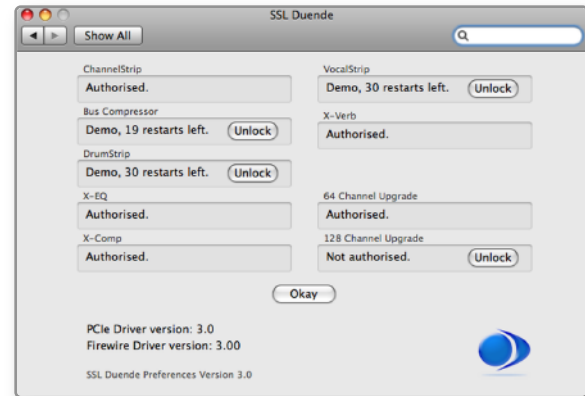 SSL Duende
Show All
ChannelStrip
Authorised.
Bus Compressor
Demo, 19 restarts left. Unlock
DrumStrip
Demo, 30 restarts left. Unlock
X-EQ
Authorised.
X-Comp
Authorised.
VocalStrip
Demo, 30 restarts left. Unlock
X-Verb
Authorised.
64 Channel Upgrade
Authorised.
128 Channel Upgrade
Not authorised. Unlock
Okay
PCIe Driver version: 3.0
Firewire Driver version: 3.00
SSL Duende Preferences Version 3.0